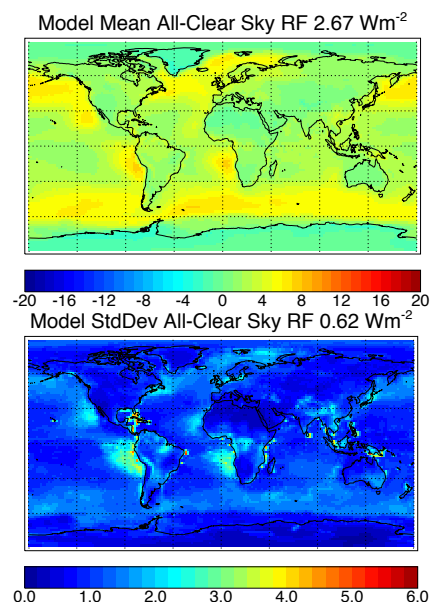 Model Mean All-Clear Sky RF 2.67 Wm-2
-20 -16 -12 -8 -4 0 4 8 12 16 20
Model StdDev All-Clear Sky RF 0.62 Wm-2
0.0 1.0 2.0 3.0 4.0 5.0 6.0